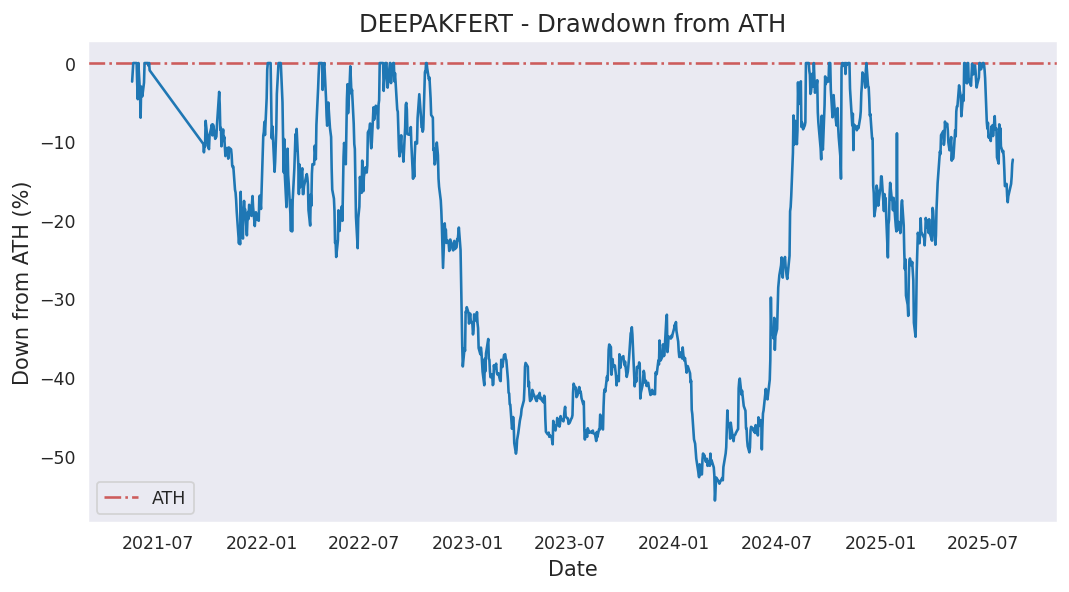 DEEPAKFERT - Drawdown from ATH
Down from ATH (%)
0
−10
−20
−30
−40
−50
ATH
2021-07 2022-01 2022-07 2023-01 2023-07 2024-01 2024-07 2025-01 2025-07
Date